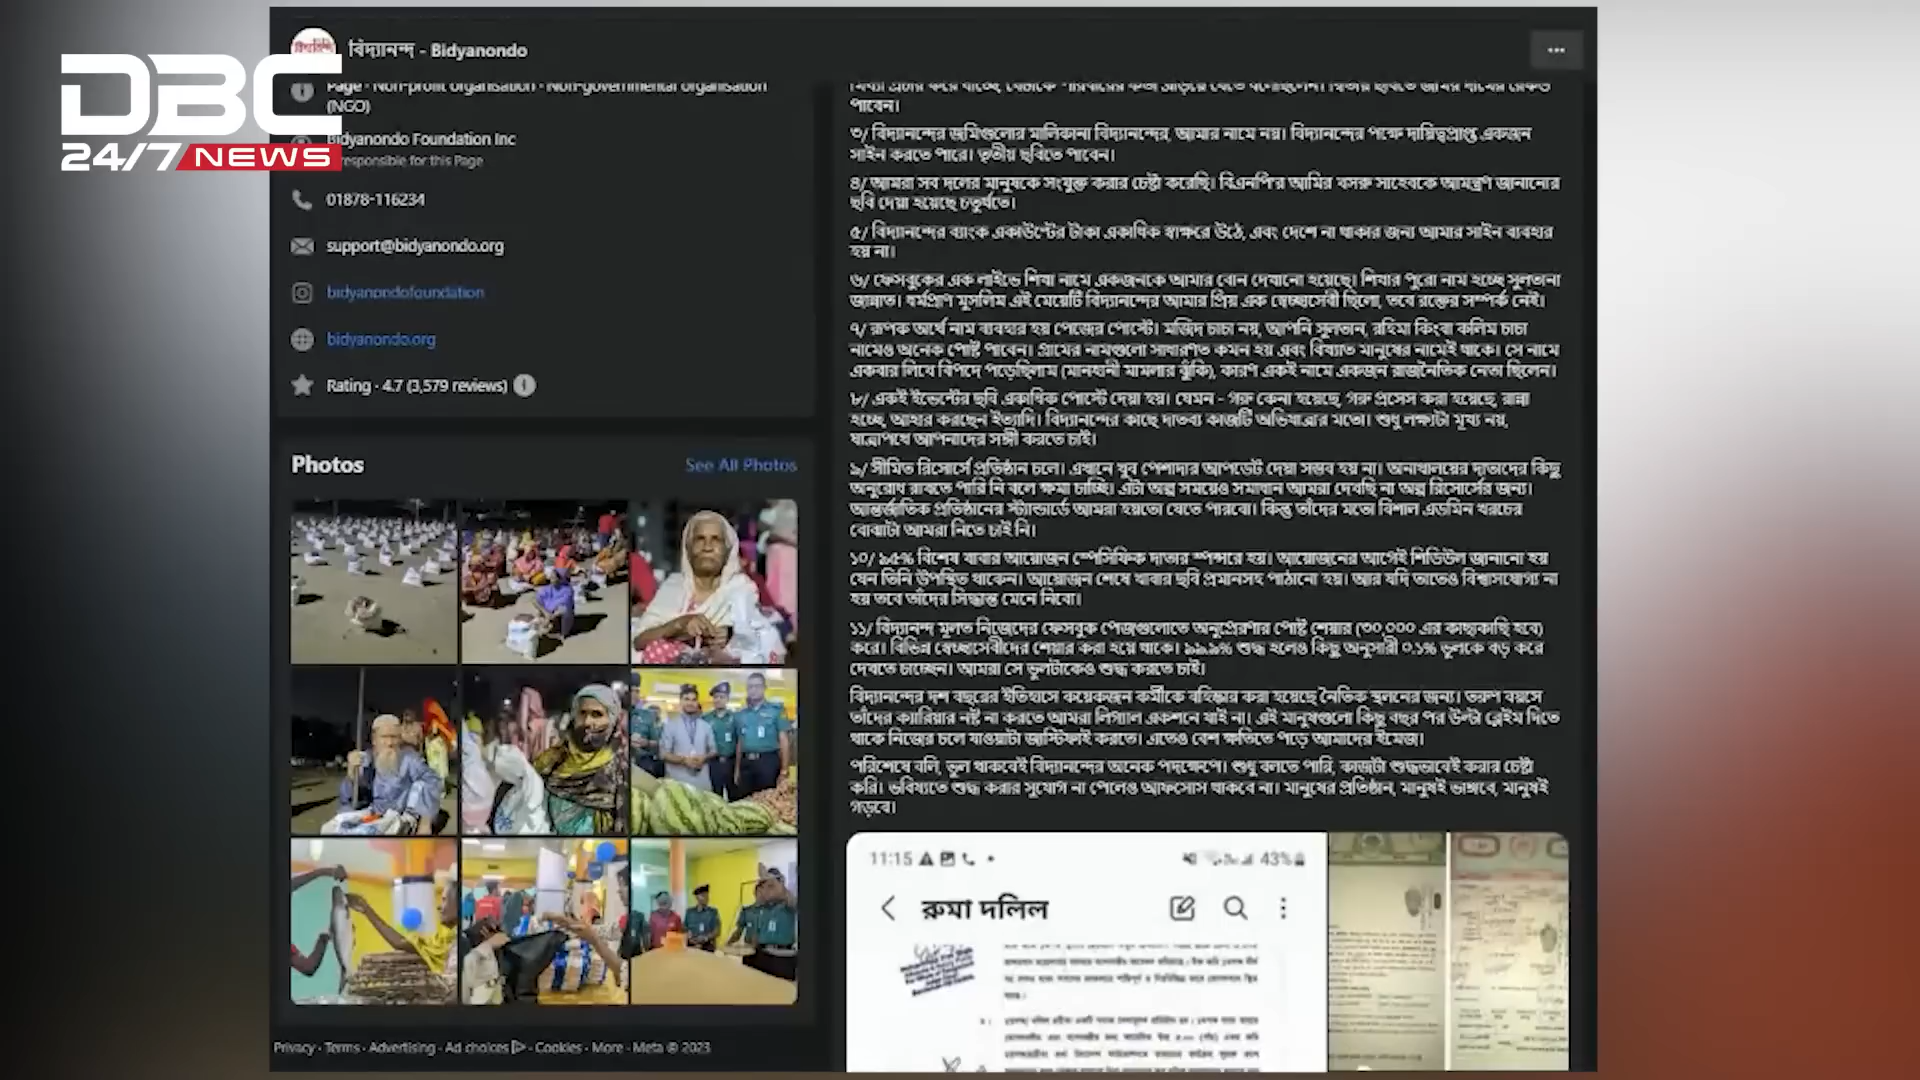 DBC
24/7 NEWS
বিদ্যানন্দ - Bidyanondo
Page · Non-profit organisation · Non-governmental organisation
(NGO)
Bidyanondo Foundation Inc
responsible for this Page
01878-116234
support@bidyanondo.org
bidyanondofoundation
bidyanondo.org
Rating · 4.7 (3,579 reviews)
Photos
See All Photos
Privacy · Terms · Advertising · Ad choices · Cookies · More · Meta © 2023
পাবেন।
৩/ বিদ্যানন্দের জমিগুলোর মালিকানা বিদ্যানন্দের, আমার নামে নয়। বিদ্যানন্দের পক্ষে দায়িত্বপ্রাপ্ত একজন
সাইন করতে পারে। তৃতীয় ছবিতে পাবেন।
৪/ আমরা সব দলের মানুষকে সংযুক্ত করার চেষ্টা করেছি। বিএনপি'র আমির খসরু সাহেবকে আমন্ত্রণ জানানোর
ছবি দেয়া হয়েছে চতুর্থতে।
৫/ বিদ্যানন্দের ব্যাংক একাউন্টের টাকা একাধিক স্বাক্ষরে উঠে, এবং দেশে না থাকার জন্য আমার সাইন ব্যবহার
হয় না।
৬/ ফেসবুকের এক লাইভে শিখা নামে একজনকে আমার বোন দেখানো হয়েছে। শিখার পুরো নাম হচ্ছে সুলতানা
জান্নাত। ধর্মপ্রাণ মুসলিম এই মেয়েটি বিদ্যানন্দের আমার প্রিয় এক স্বেচ্ছাসেবী ছিলো, তবে রক্তের সম্পর্ক নেই।
৭/ রূপক অর্থে নাম ব্যবহার হয় পেজের পোস্টে। মজিদ চাচা নয়, আপনি সুলতান, রহিমা কিংবা কলিম চাচা
নামেও অনেক পোষ্ট পাবেন। গ্রামের নামগুলো সাধারণত কমন হয় এবং বিখ্যাত মানুষের নামেই থাকে। সে নামে
একবার লিখে বিপদে পড়েছিলাম (মানহানী মামলার ঝুঁকি), কারণ একই নামে একজন রাজনৈতিক নেতা ছিলেন।
৮/ একই ইভেন্টের ছবি একাধিক পোস্টে দেয়া হয়। যেমন - গরু কেনা হয়েছে, গরু প্রসেস করা হয়েছে, রান্না
হচ্ছে, আহার করছেন ইত্যাদি। বিদ্যানন্দের কাছে দাতব্য কাজটি অভিযাত্রার মতো। শুধু লক্ষ্যটা মূখ্য নয়,
যাত্রাপথে আপনাদের সঙ্গী করতে চাই।
৯/ সীমিত রিসোর্সে প্রতিষ্ঠান চলে। এখানে খুব পেশাদার আপডেট দেয়া সম্ভব হয় না। অনাথালয়ের দাতাদের কিছু
অনুরোধ রাখতে পারি নি বলে ক্ষমা চাচ্ছি। এটা অল্প সময়েও সমাধান আমরা দেখছি না অল্প রিসোর্সের জন্য।
আন্তর্জাতিক প্রতিষ্ঠানের স্ট্যান্ডার্ডে আমরা হয়তো যেতে পারবো। কিন্তু তাঁদের মতো বিশাল এডমিন খরচের
বোঝাটা আমরা নিতে চাই নি।
১০/ ৯৫% বিশেষ খাবার আয়োজন স্পেসিফিক দাতার স্পন্সরে হয়। আয়োজনের আগেই শিডিউল জানানো হয়
যেন তিনি উপস্থিত থাকেন। আয়োজন শেষে খাবার ছবি প্রমানসহ পাঠানো হয়। আর যদি তাতেও বিশ্বাসযোগ্য না
হয় তবে তাঁদের সিদ্ধান্ত মেনে নিবো।
১১/ বিদ্যানন্দ মূলত নিজেদের ফেসবুক পেজগুলোতে অনুপ্রেরণার পোষ্ট শেয়ার (৩০,০০০ এর কাছাকাছি হবে)
করে। বিভিন্ন স্বেচ্ছাসেবীদের শেয়ার করা হয়ে থাকে। ৯৯.৯% শুদ্ধ হলেও কিছু অনুসারী ০.১% ভুলকে বড় করে
দেখতে চাচ্ছেন। আমরা সে ভুলটাকেও শুদ্ধ করতে চাই।
বিদ্যানন্দের দশ বছরের ইতিহাসে কয়েকজন কর্মীকে বহিষ্কার করা হয়েছে নৈতিক স্থলনের জন্য। তরুণ বয়সে
তাঁদের ক্যারিয়ার নষ্ট না করতে আমরা লিগ্যাল একশনে যাই না। এই মানুষগুলো কিছু বছর পর উল্টা ব্লেইম দিতে
থাকে নিজের চলে যাওয়াটা জাস্টিফাই করতে। এতেও বেশ ক্ষতিতে পড়ে আমাদের ইমেজ।
পরিশেষে বলি, ভুল থাকবেই বিদ্যানন্দের অনেক পদক্ষেপে। শুধু বলতে পারি, কাজটা শুদ্ধভাবেই করার চেষ্টা
করি। ভবিষ্যতে শুদ্ধ করার সুযোগ না পেলেও আফসোস থাকবে না। মানুষের প্রতিষ্ঠান, মানুষই ভাঙ্গবে, মানুষই
গড়বে।
11:15
43%
রুমা দলিল